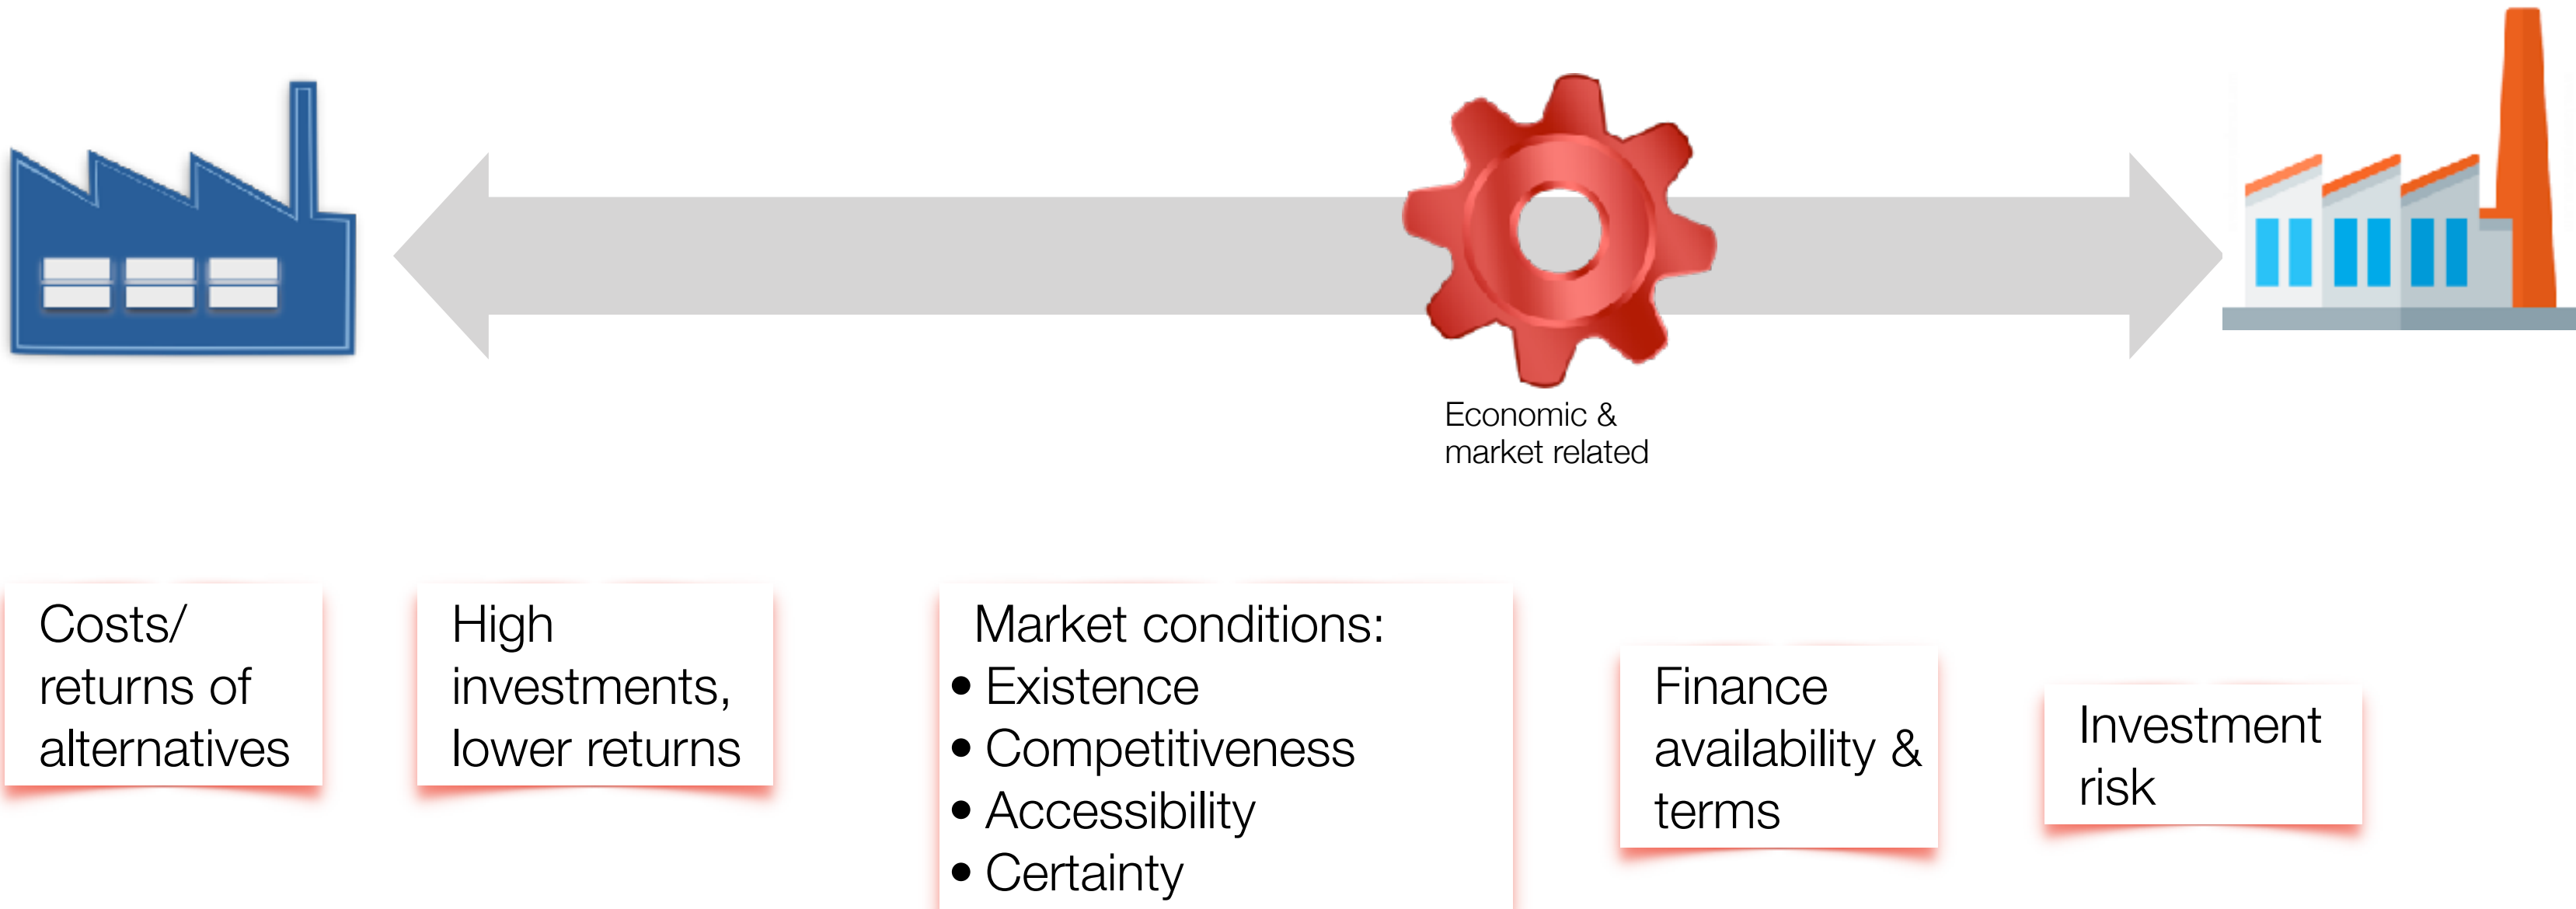 Economic &
market related
Costs/
returns of
alternatives
High
investments,
lower returns
Market conditions:
• Existence
• Competitiveness
• Accessibility
• Certainty
Finance
availability &
terms
Investment
risk